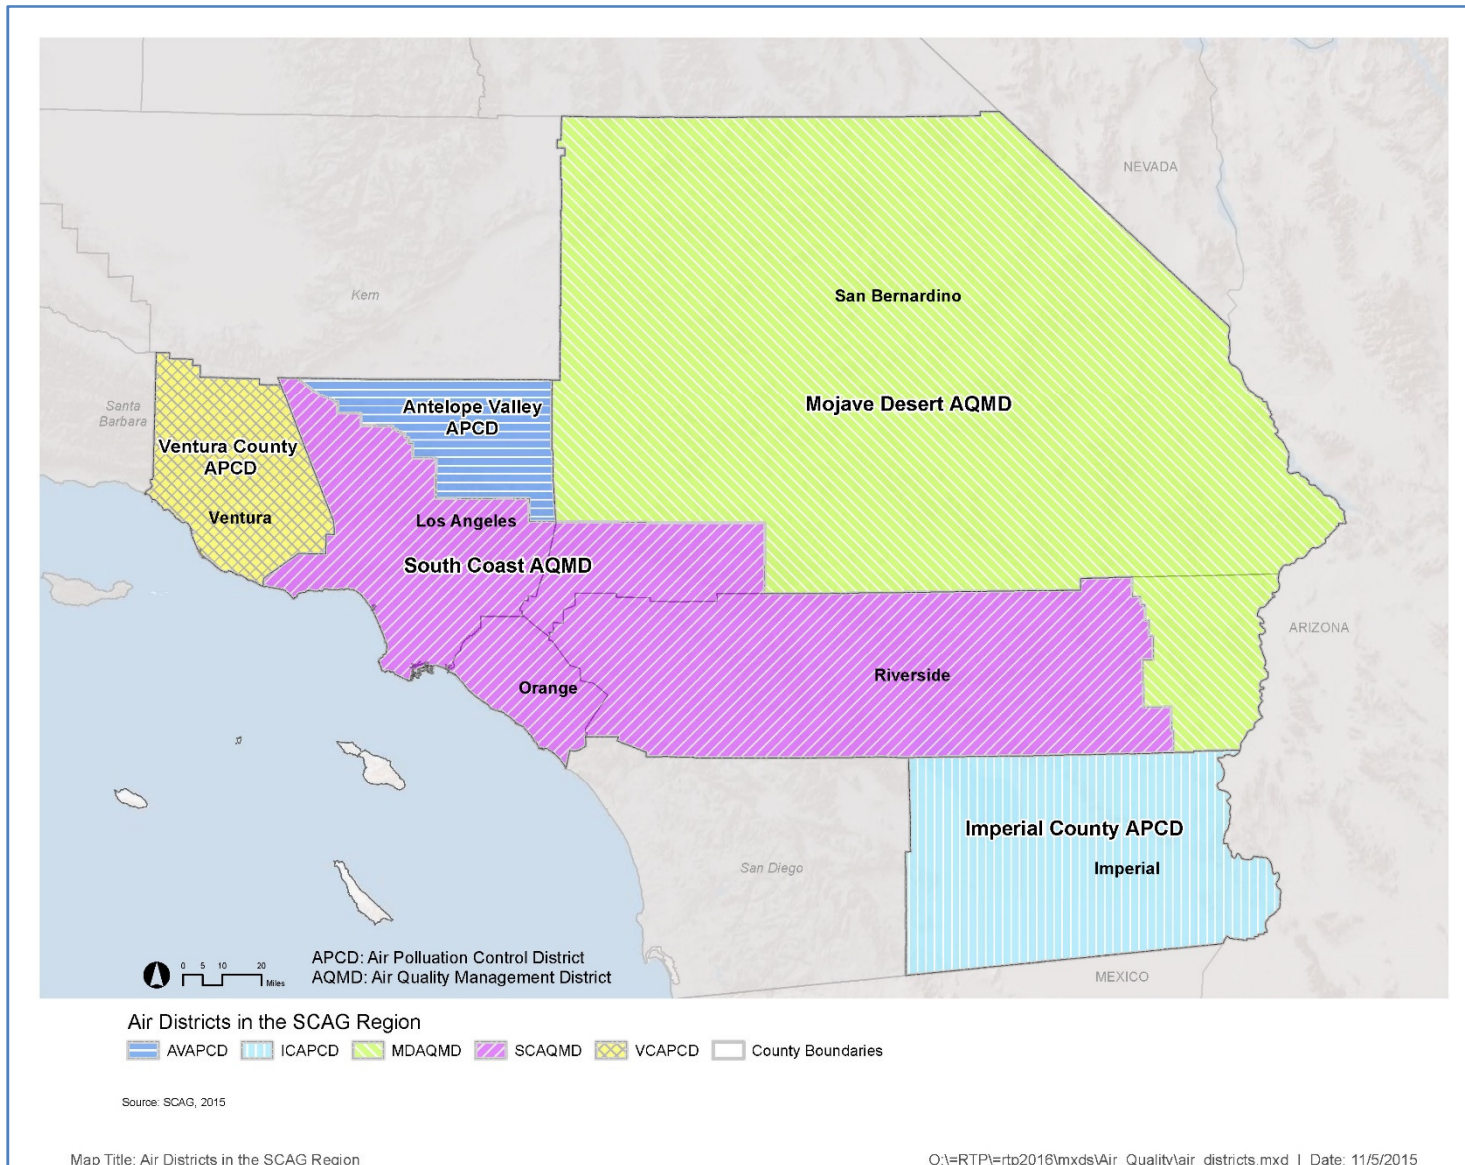 NEVADA
Kern
San Bernardino
Mojave Desert AQMD
Santa
Barbara
Antelope Valley
APCD
Ventura County
APCD
Ventura
Los Angeles
South Coast AQMD
ARIZONA
Riverside
Orange
Imperial County APCD
Imperial
San Diego
MEXICO
0 5 10 20
Miles
APCD: Air Polluation Control District
AQMD: Air Quality Management District
Air Districts in the SCAG Region
AVAPCD ICAPCD MDAQMD SCAQMD VCAPCD County Boundaries
Source: SCAG, 2015
Map Title: Air Districts in the SCAG Region O:\=RTP\=rtp2016\mxds\Air_Quality\air_districts.mxd | Date: 11/5/2015